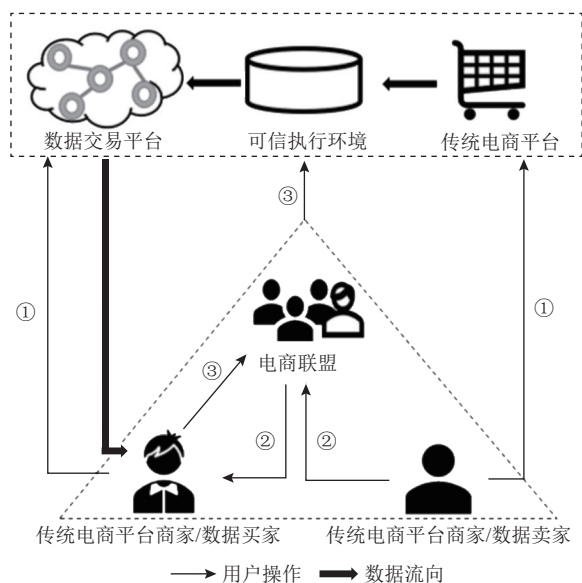 数据交易平台 可信执行环境 传统电商平台
③
① ①
电商联盟
③
② ②
传统电商平台商家/数据买家 传统电商平台商家/数据卖家
用户操作 数据流向